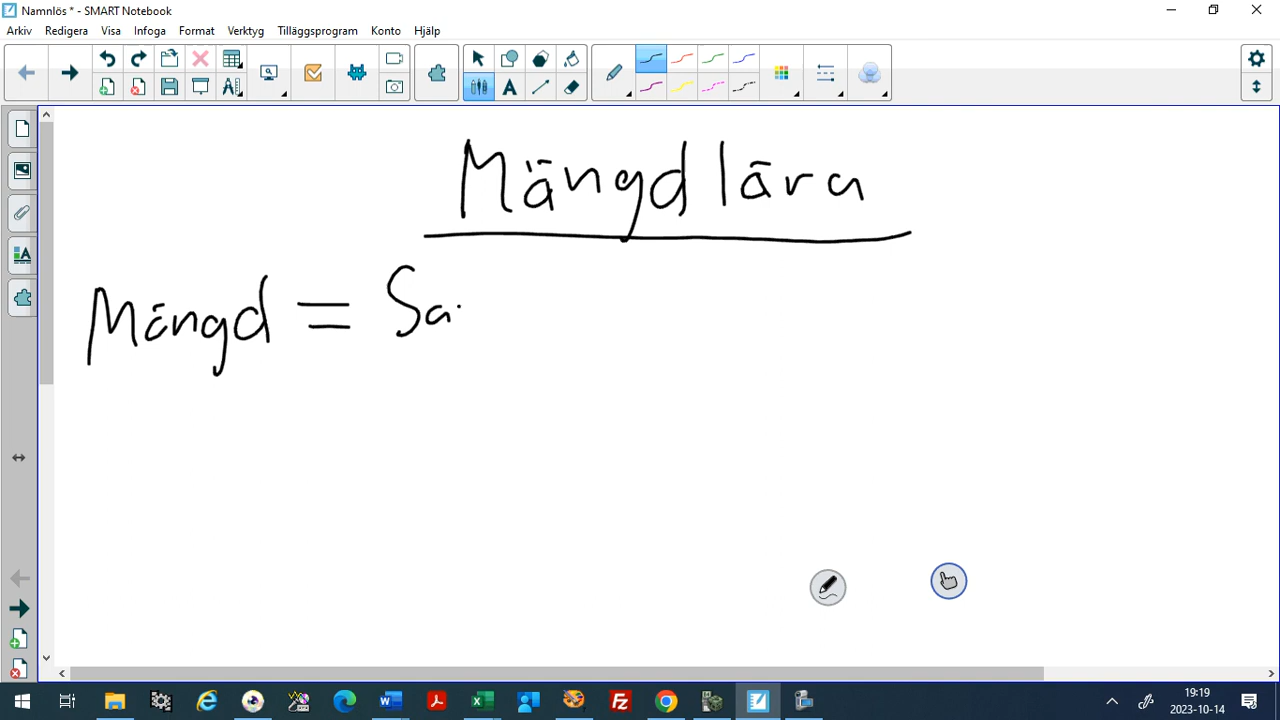 Namnlös * - SMART Notebook
Arkiv Redigera Visa Infoga Format Verktyg Tilläggsprogram Konto Hjälp
Mängdlära
Mängd = Sa
19:19
2023-10-14